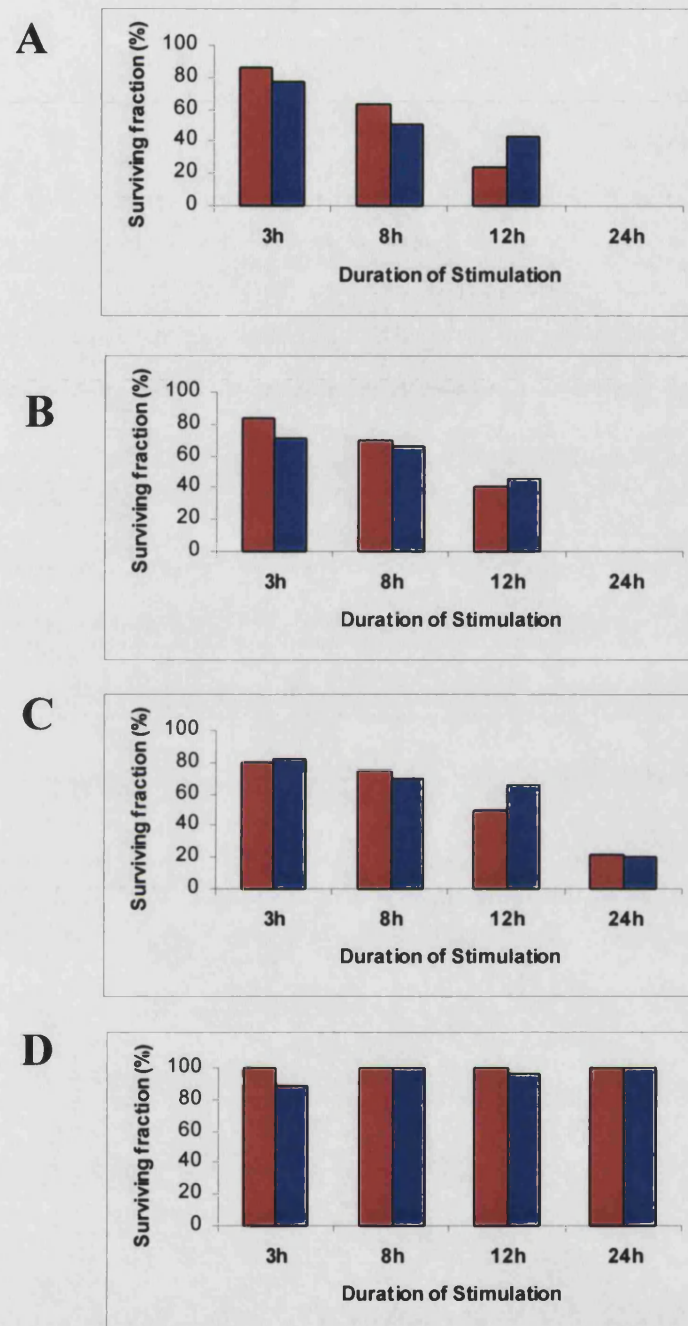 A
Surviving fraction (%)
100
80
60
40
20
0
3h 8h 12h 24h
Duration of Stimulation
B
Surviving fraction (%)
100
80
60
40
20
0
3h 8h 12h 24h
Duration of Stimulation
C
Surviving fraction (%)
100
80
60
40
20
0
3h 8h 12h 24h
Duration of Stimulation
D
Surviving fraction (%)
100
80
60
40
20
0
3h 8h 12h 24h
Duration of Stimulation